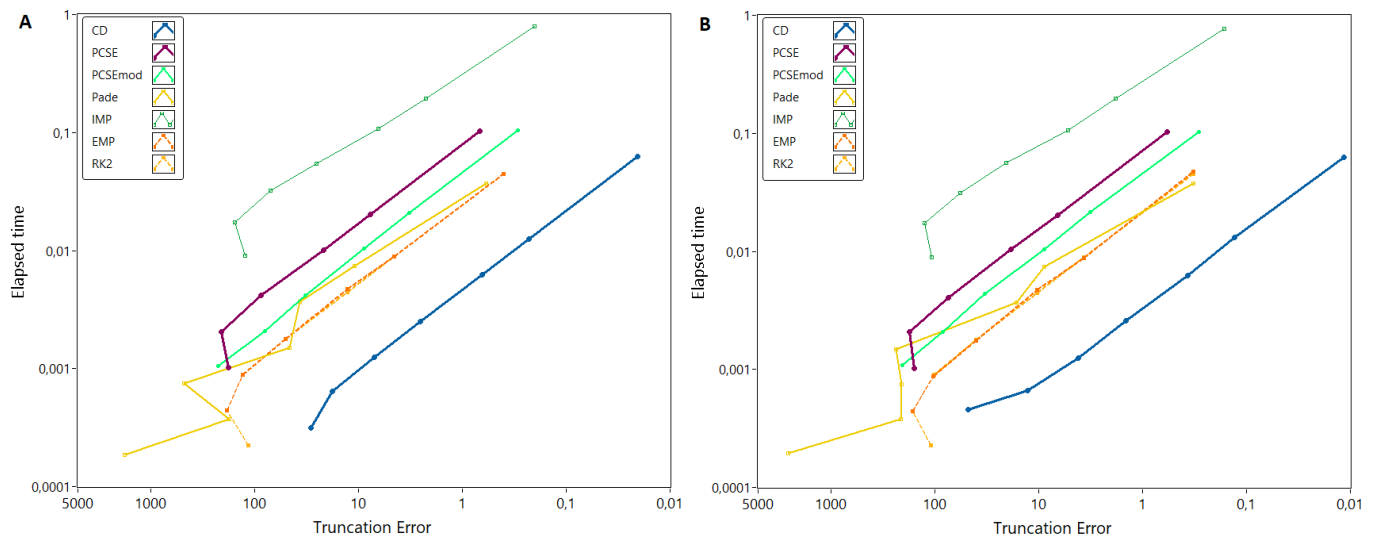 A
CD
PCSE
PCSEmod
Pade
IMP
EMP
RK2
1
0,1
0,01
0,001
0,0001
Elapsed time
5000
1000
100
10
1
0,1
0,01
Truncation Error
B
CD
PCSE
PCSEmod
Pade
IMP
EMP
RK2
1
0,1
0,01
0,001
0,0001
Elapsed time
5000
1000
100
10
1
0,1
0,01
Truncation Error